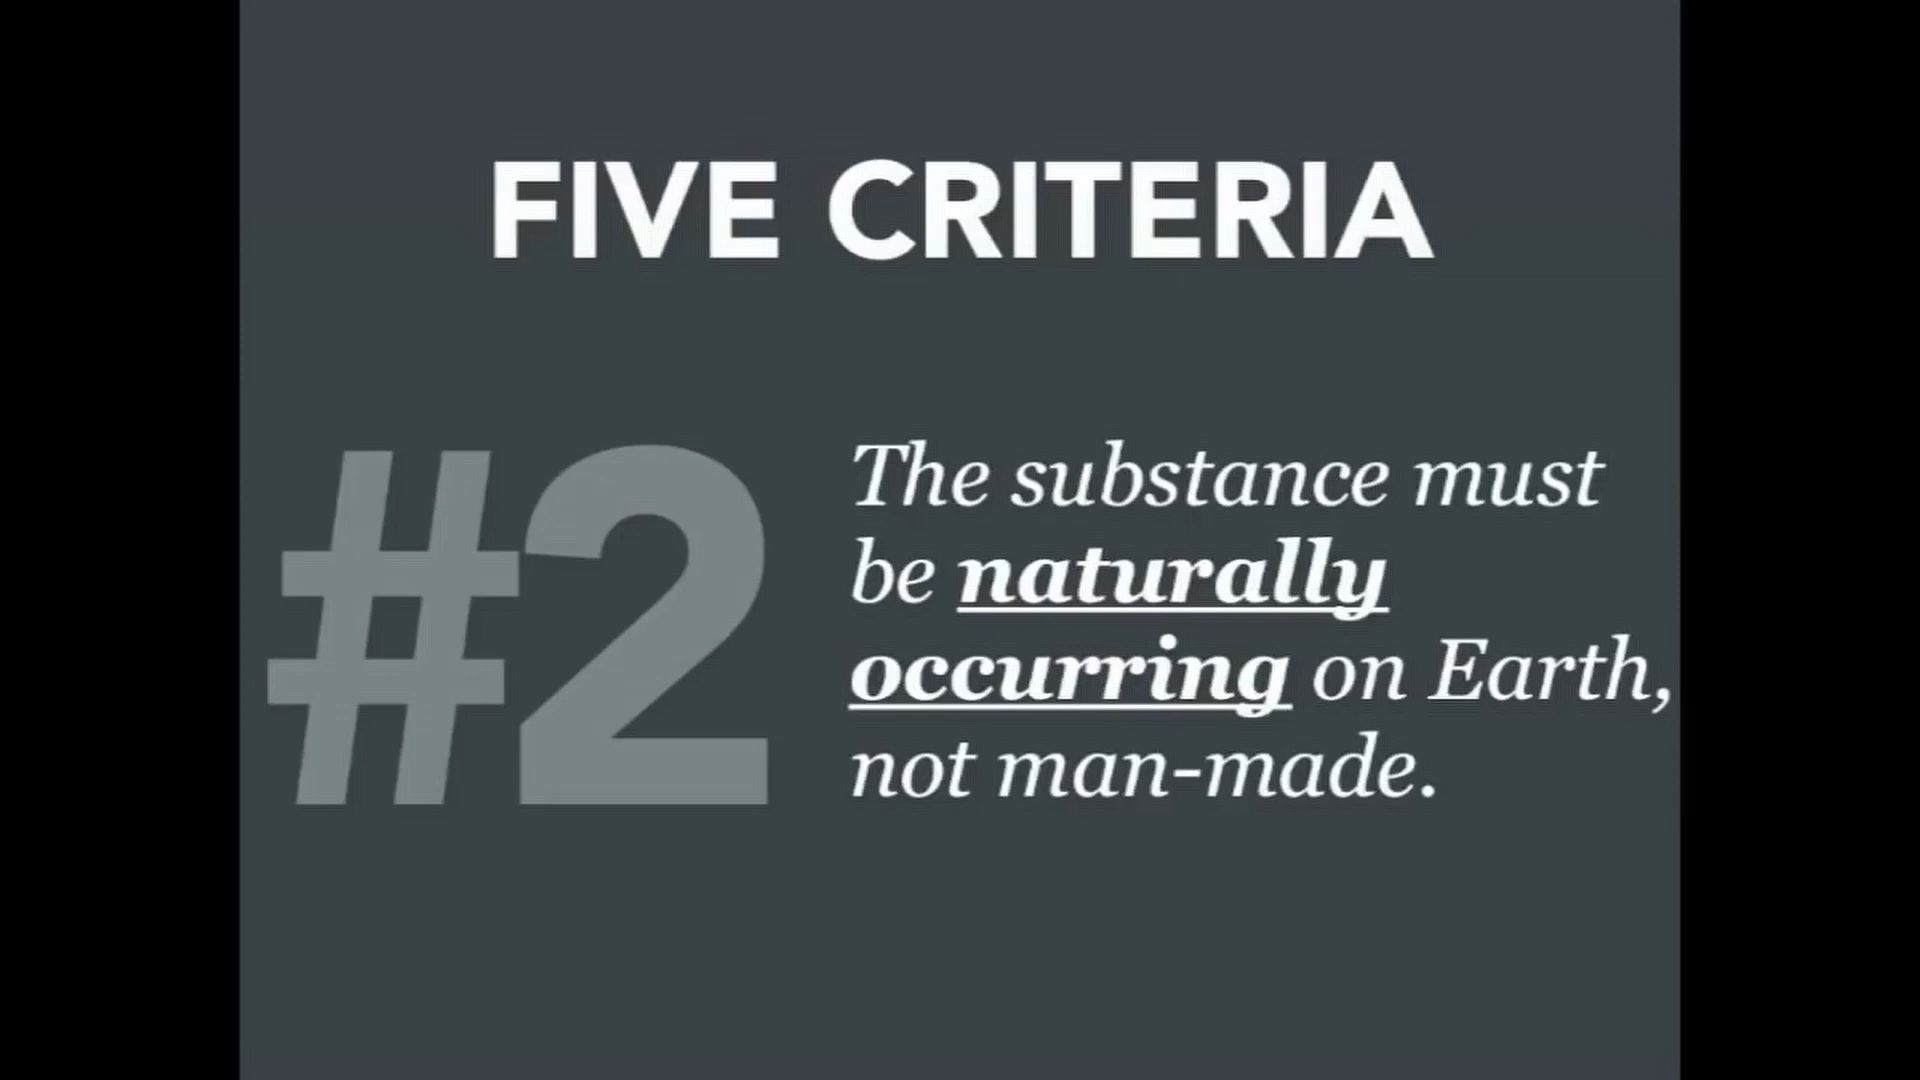 FIVE CRITERIA
#2
The substance must
be naturally
occurring on Earth,
not man-made.